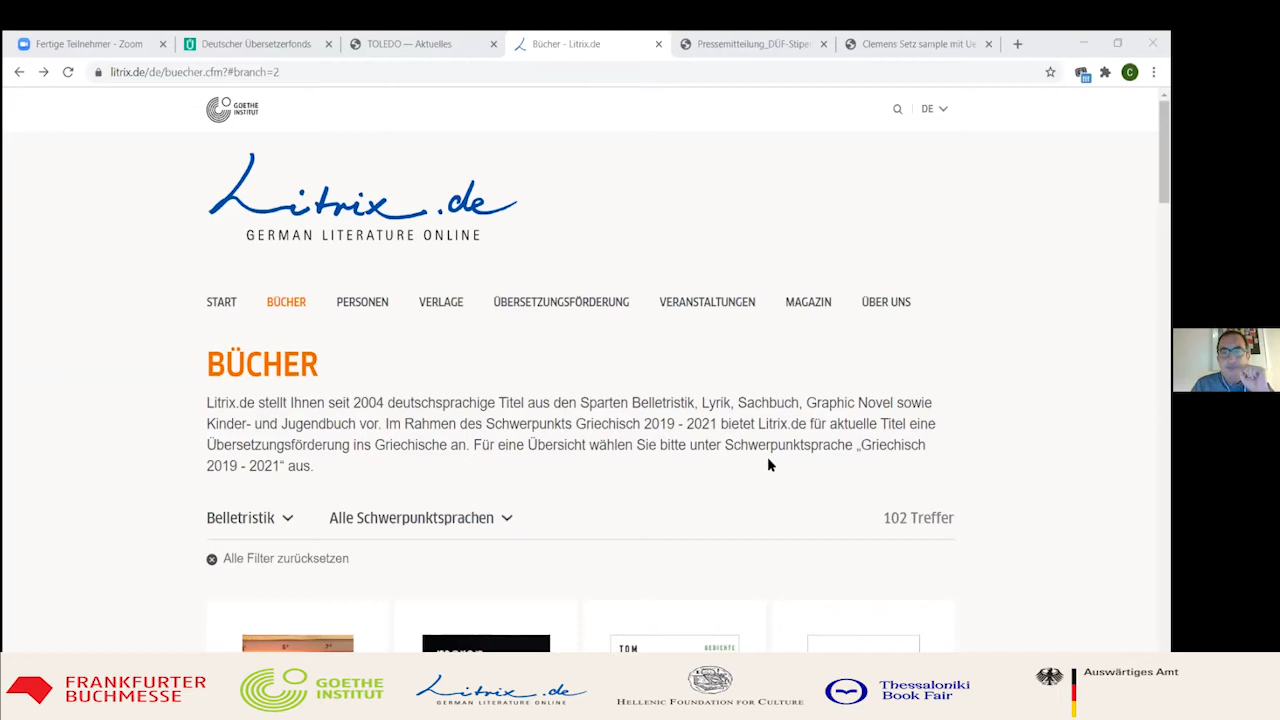 Fertige Teilnehmer - Zoom
Deutscher Übersetzerfonds
TOLEDO — Aktuelles
Bücher - Litrix.de
Pressemitteilung_DÜF-Stipe
Clemens Setz sample mit Ue
litrix.de/de/buecher.cfm?#branch=2
C
GOETHE
INSTITUT
DE
Litrix.de
GERMAN LITERATURE ONLINE
START BÜCHER PERSONEN VERLAGE ÜBERSETZUNGSFÖRDERUNG VERANSTALTUNGEN MAGAZIN ÜBER UNS
BÜCHER
Litrix.de stellt Ihnen seit 2004 deutschsprachige Titel aus den Sparten Belletristik, Lyrik, Sachbuch, Graphic Novel sowie
Kinder- und Jugendbuch vor. Im Rahmen des Schwerpunkts Griechisch 2019 - 2021 bietet Litrix.de für aktuelle Titel eine
Übersetzungsförderung ins Griechische an. Für eine Übersicht wählen Sie bitte unter Schwerpunktsprache „Griechisch
2019 - 2021“ aus.
Belletristik Alle Schwerpunktsprachen 102 Treffer
Alle Filter zurücksetzen
TOM
GEDICHTE
FRANKFURTER
BUCHMESSE
GOETHE
INSTITUT
Litrix.de
GERMAN LITERATURE ONLINE
HELLENIC FOUNDATION FOR CULTURE
Thessaloniki
Book Fair
Auswärtiges Amt